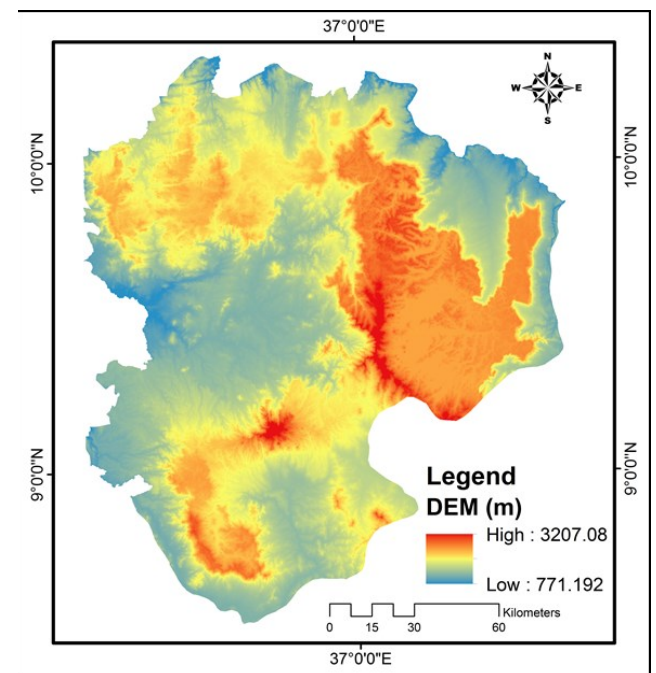 37°0'0"E
N
W E
S
10°0'0"N
10°0'0"N
9°0'0"N
9°0'0"N
Legend
DEM (m)
High : 3207.08
Low : 771.192
Kilometers
0 15 30 60
37°0'0"E